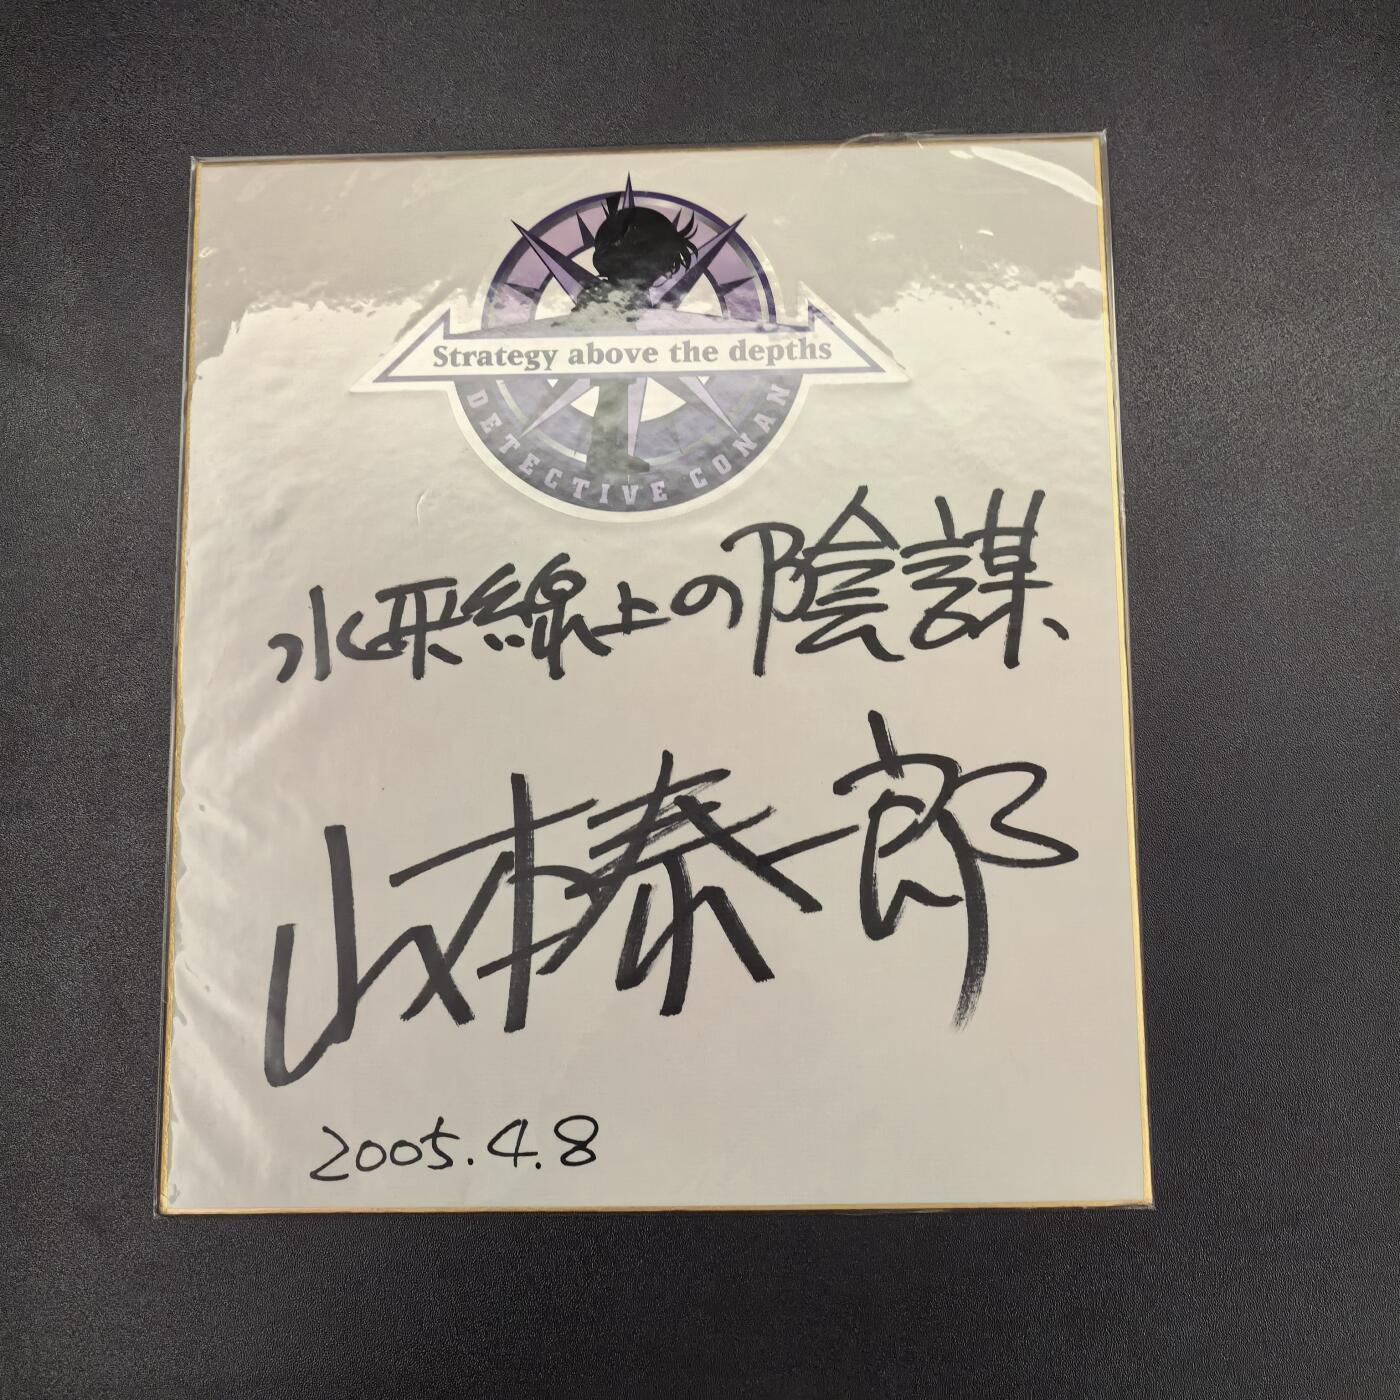 Strategy above the depths
DETECTIVE CONAN
水平線上の陰謀
山本泰一郎
2005.4.8